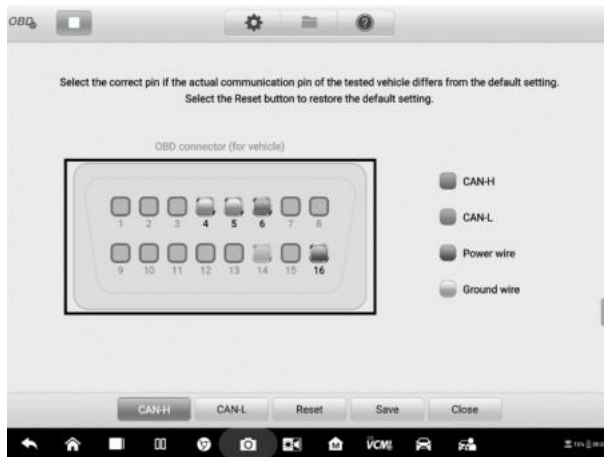 OBD
Select the correct pin if the actual communication pin of the tested vehicle differs from the default setting.
Select the Reset button to restore the default setting.
OBD connector (for vehicle)
1 2 3 4 5 6 7 8
9 10 11 12 13 14 15 16
CAN-H
CAN-L
Power wire
Ground wire
CAN-H CAN-L Reset Save Close
VCMI